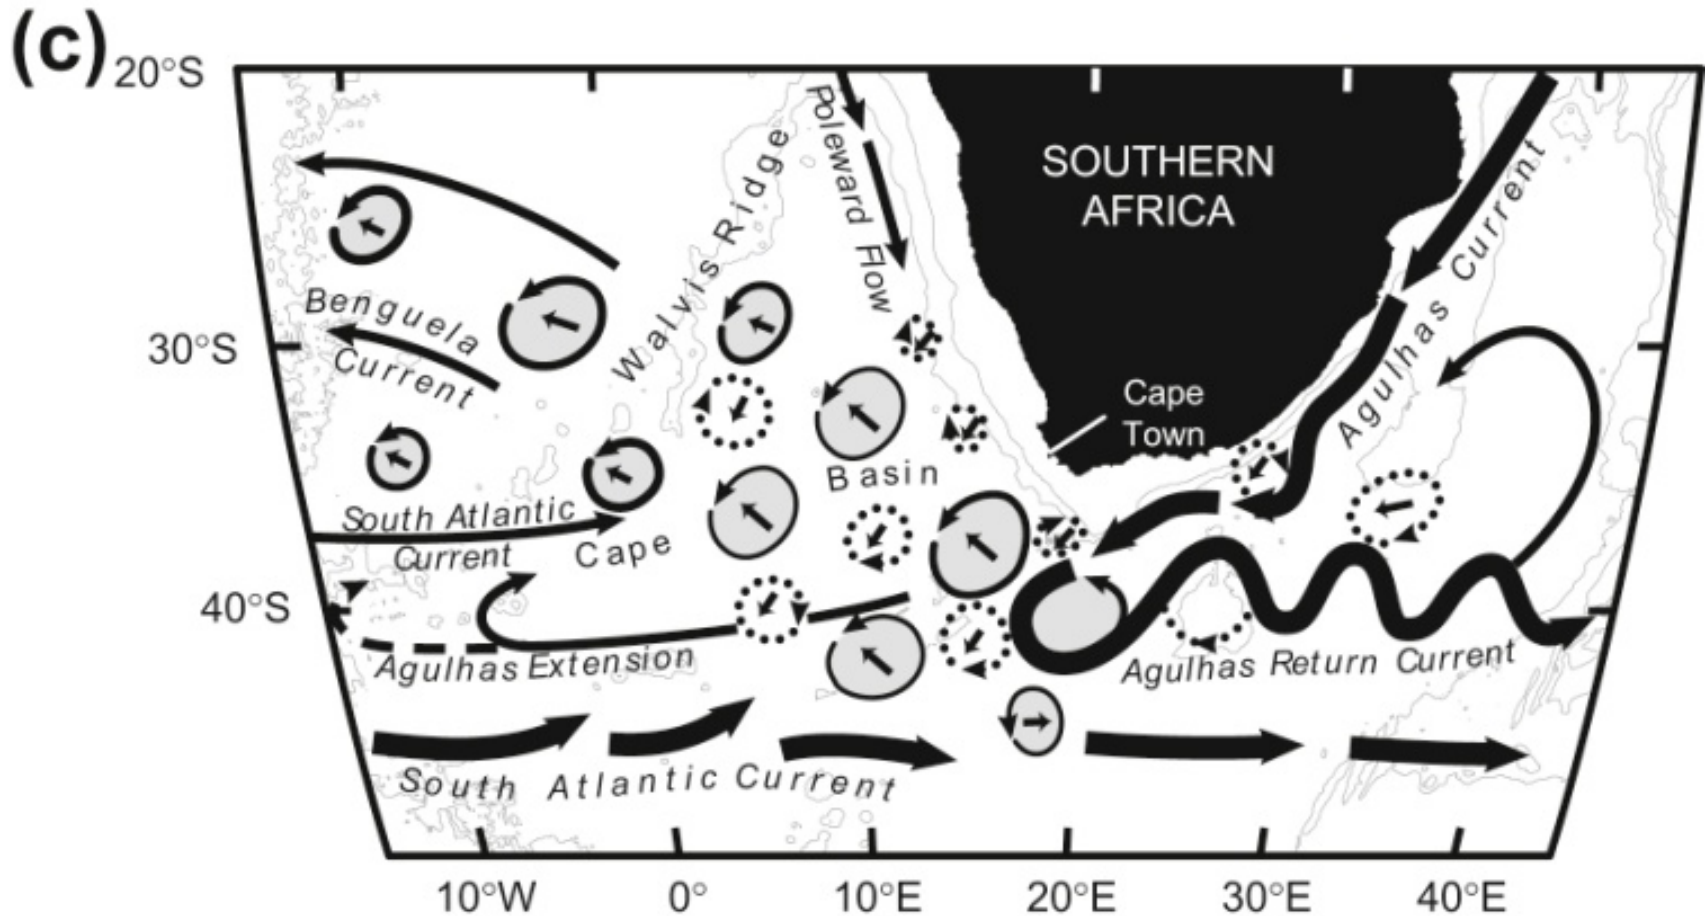 (c)
20°S
30°S
40°S
SOUTHERN
AFRICA
Poleward Flow
Walvis Ridge
Agulhas Current
Benguela
Current
Cape
Town
Basin
South Atlantic
Current
Cape
Agulhas Extension
Agulhas Return Current
South Atlantic Current
10°W
0°
10°E
20°E
30°E
40°E